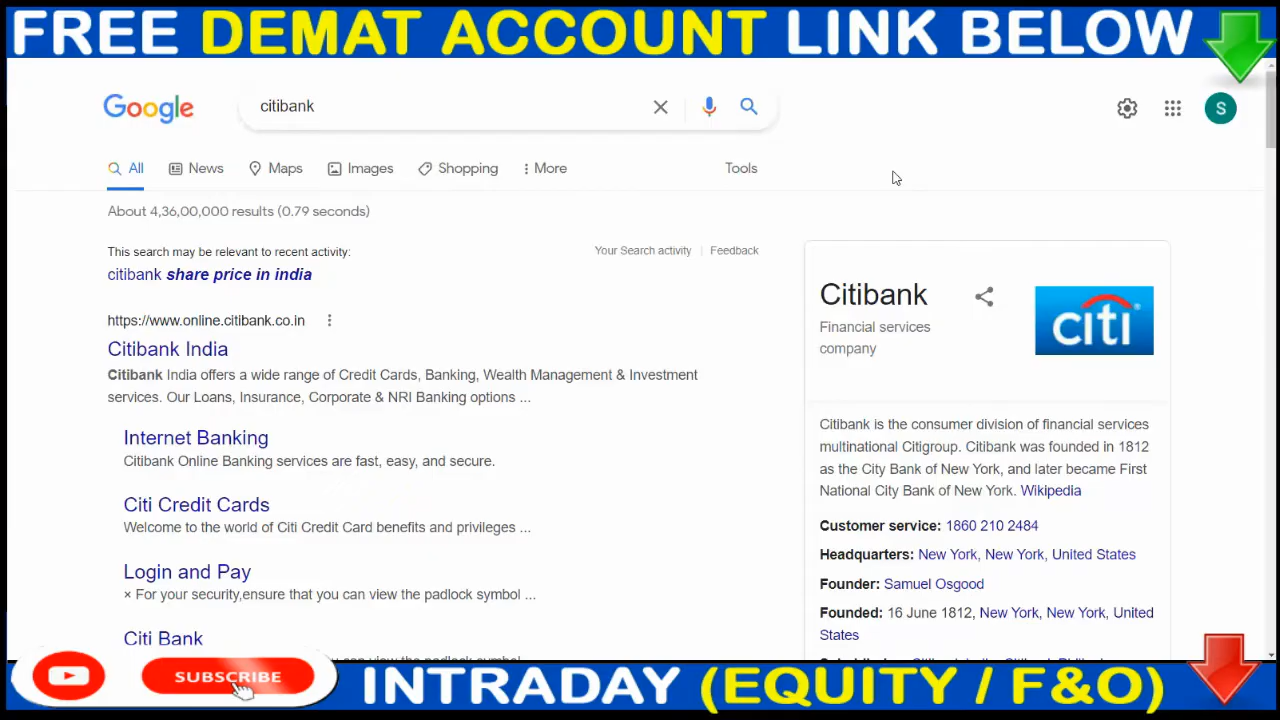 FREE DEMAT ACCOUNT LINK BELOW
Google
citibank
S
All
News
Maps
Images
Shopping
More
Tools
About 4,36,00,000 results (0.79 seconds)
This search may be relevant to recent activity:
Your Search activity
Feedback
citibank share price in india
https://www.online.citibank.co.in
Citibank India
Citibank India offers a wide range of Credit Cards, Banking, Wealth Management & Investment
services. Our Loans, Insurance, Corporate & NRI Banking options ...
Internet Banking
Citibank Online Banking services are fast, easy, and secure.
Citi Credit Cards
Welcome to the world of Citi Credit Card benefits and privileges ...
Login and Pay
× For your security,ensure that you can view the padlock symbol ...
Citi Bank
you can view the padlock symbol
Citibank
citi
Financial services
company
Citibank is the consumer division of financial services
multinational Citigroup. Citibank was founded in 1812
as the City Bank of New York, and later became First
National City Bank of New York. Wikipedia
Customer service: 1860 210 2484
Headquarters: New York, New York, United States
Founder: Samuel Osgood
Founded: 16 June 1812, New York, New York, United
States
SUBSCRIBE
INTRADAY (EQUITY / F&O)